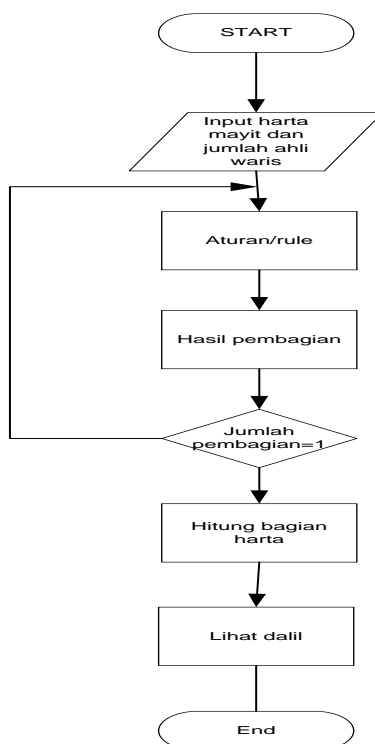 START
Input harta
mayit dan
jumlah ahli
waris
Aturan/rule
Hasil pembagian
Jumlah
pembagian=1
Hitung bagian
harta
Lihat dalil
End